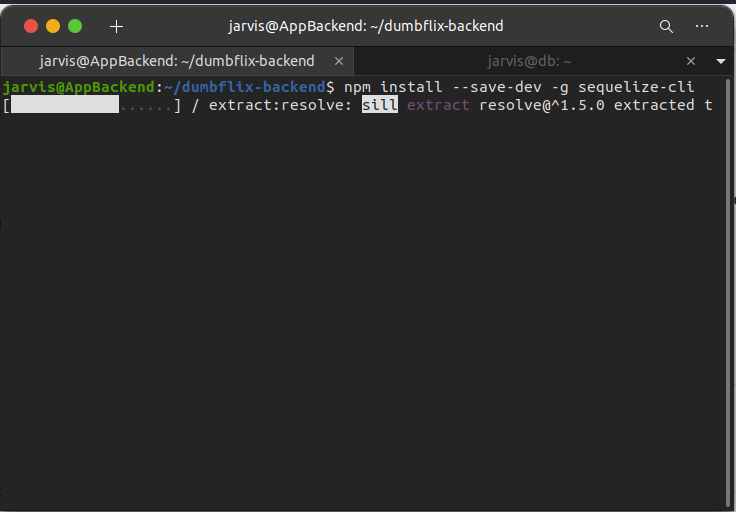 jarvis@AppBackend: ~/dumbflix-backend
jarvis@AppBackend: ~/dumbflix-backend
jarvis@db: ~
jarvis@AppBackend:~/dumbflix-backend$ npm install --save-dev -g sequelize-cli
[ ......] / extract:resolve: sill extract resolve@^1.5.0 extracted t